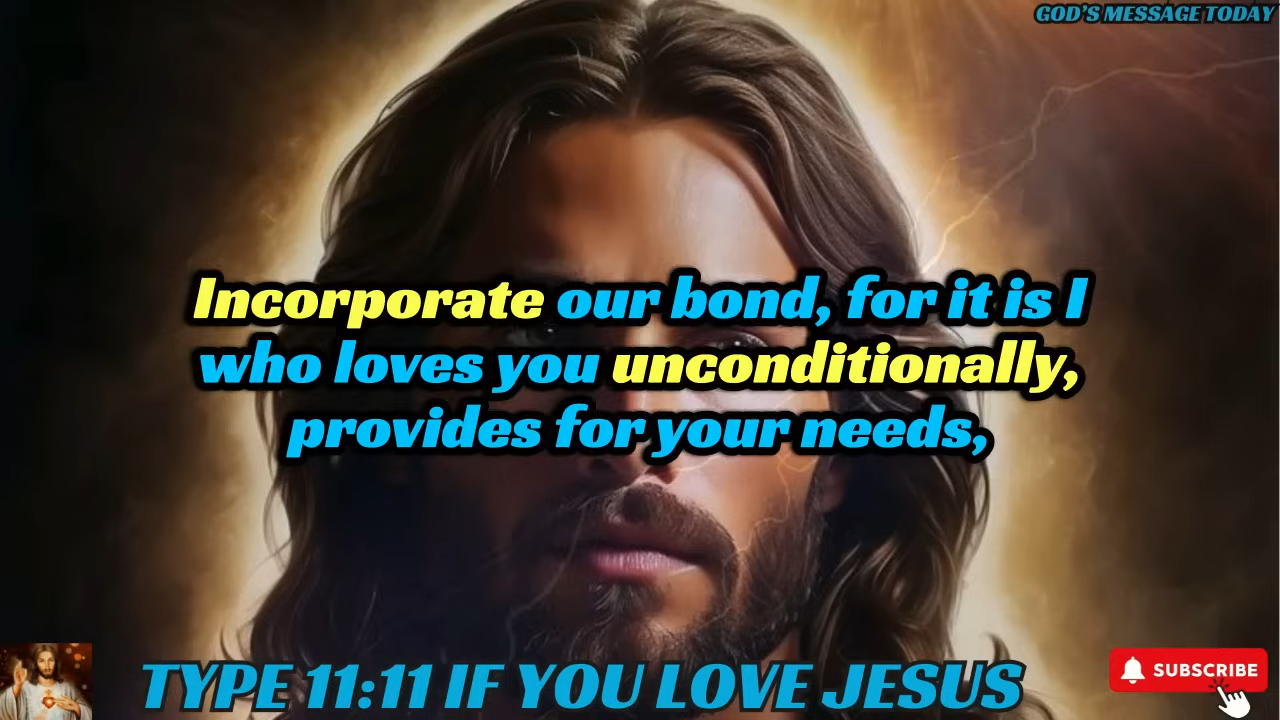 GOD'S MESSAGE TODAY
Incorporate our bond, for it is I
who loves you unconditionally,
provides for your needs,
TYPE 11:11 IF YOU LOVE JESUS
SUBSCRIBE